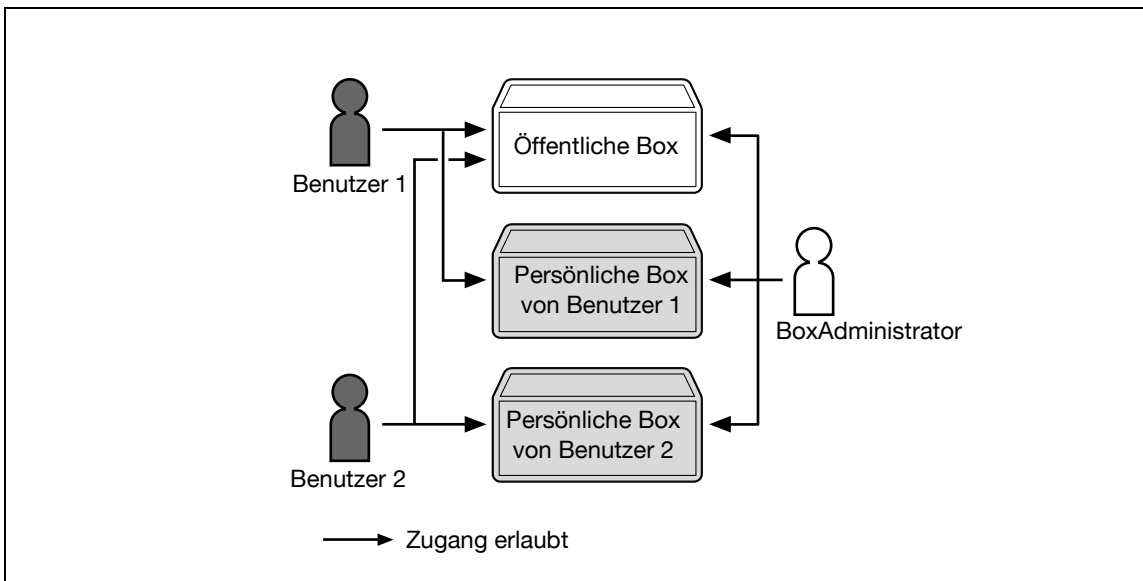 Öffentliche Box
Benutzer 1
Persönliche Box
von Benutzer 1
BoxAdministrator
Persönliche Box
von Benutzer 2
Benutzer 2
Zugang erlaubt